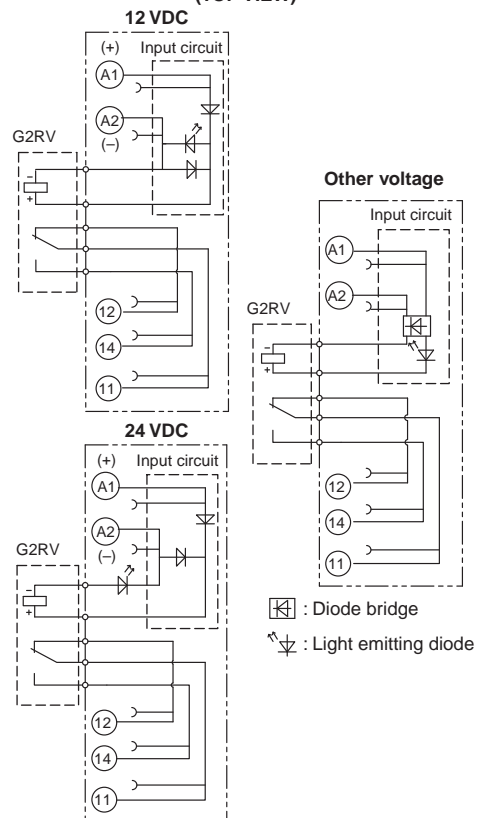 12 VDC
(+) Input circuit
A1
A2
(–)
G2RV
–
+
12
14
11
24 VDC
(+) Input circuit
A1
A2
(–)
G2RV
–
+
12
14
11
Other voltage
Input circuit
A1
A2
G2RV
–
+
12
14
11
: Diode bridge
: Light emitting diode